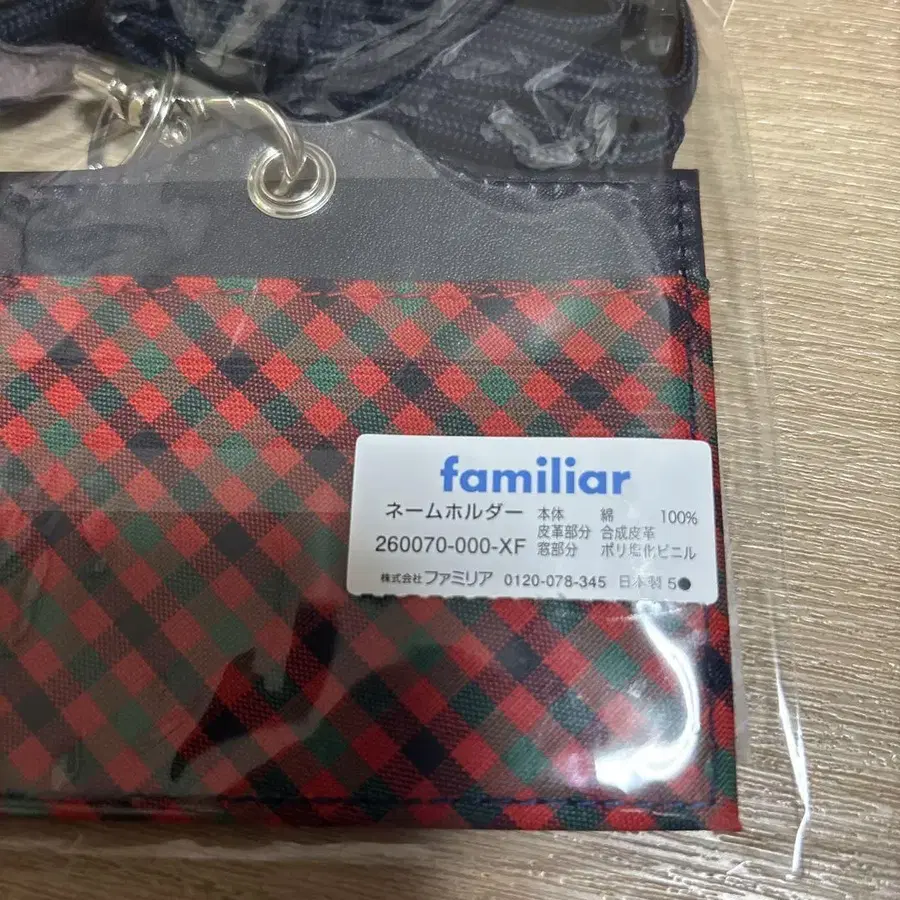 familiar
ネームホルダー 本体 綿 100%
皮革部分 合成皮革
260070-000-XF 窓部分 ポリ塩化ビニル
株式会社ファミリア 0120-078-345 日本製 5●